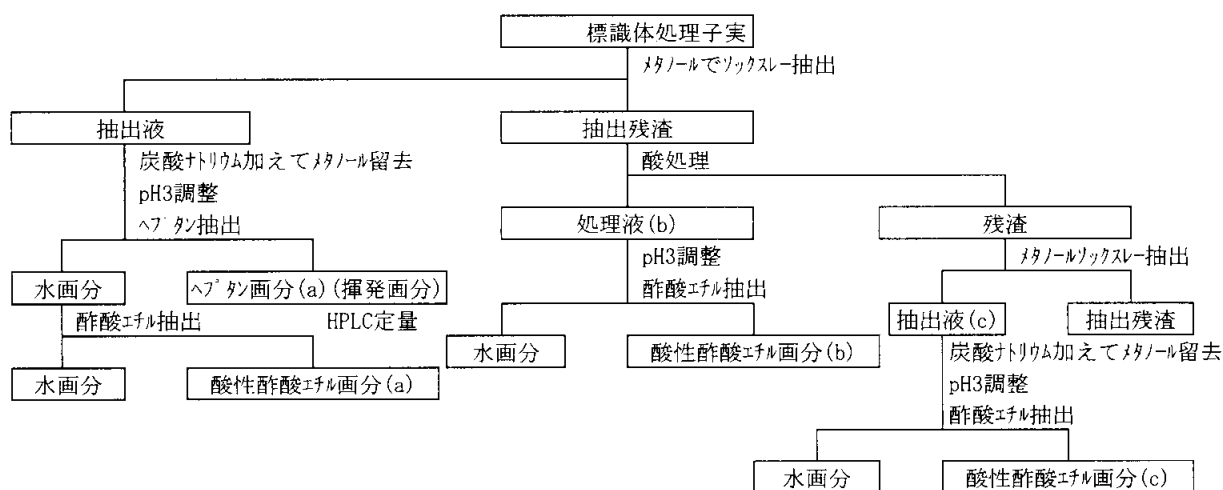 標識体処理子実
メタノールでソックスレー抽出
抽出液
抽出残渣
炭酸ナトリウム加えてメタノール留去
酸処理
pH3調整
ヘプタン抽出
処理液(b)
残渣
pH3調整
メタノールソックスレー抽出
水画分
ヘプタン画分(a)(揮発画分)
酢酸エチル抽出
酢酸エチル抽出
HPLC定量
抽出液(c)
抽出残渣
水画分
酸性酢酸エチル画分(b)
炭酸ナトリウム加えてメタノール留去
水画分
酸性酢酸エチル画分(a)
pH3調整
酢酸エチル抽出
水画分
酸性酢酸エチル画分(c)